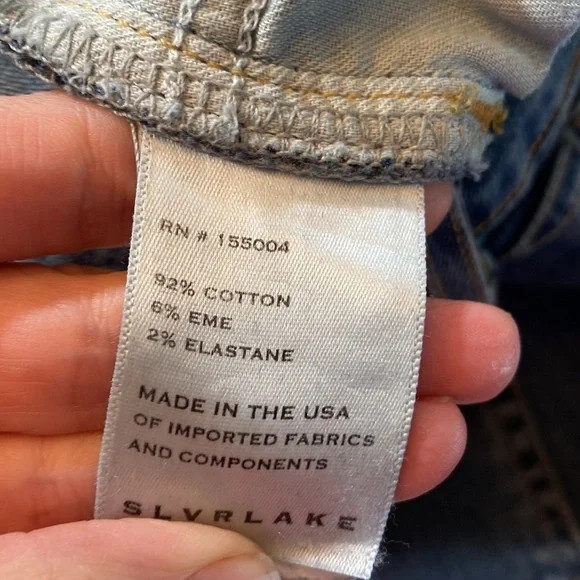 RN # 155004
92% COTTON
6% EME
2% ELASTANE
MADE IN THE USA
OF IMPORTED FABRICS
AND COMPONENTS
SLVRLAKE